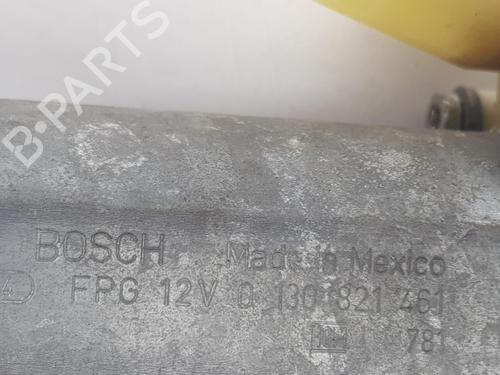 B-PARTS
BOSCH Made in Mexico
FPG 12V 0 130 821 461
781